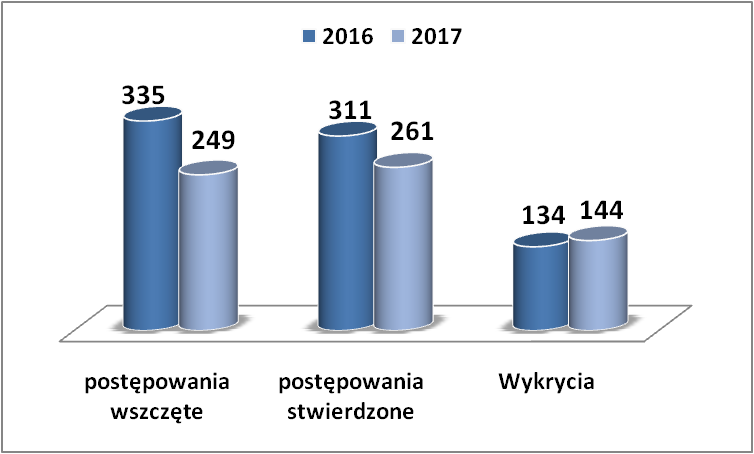 2016 2017
335
249
311
261
134
144
postępowania
wszczęte
postępowania
stwierdzone
Wykrycia